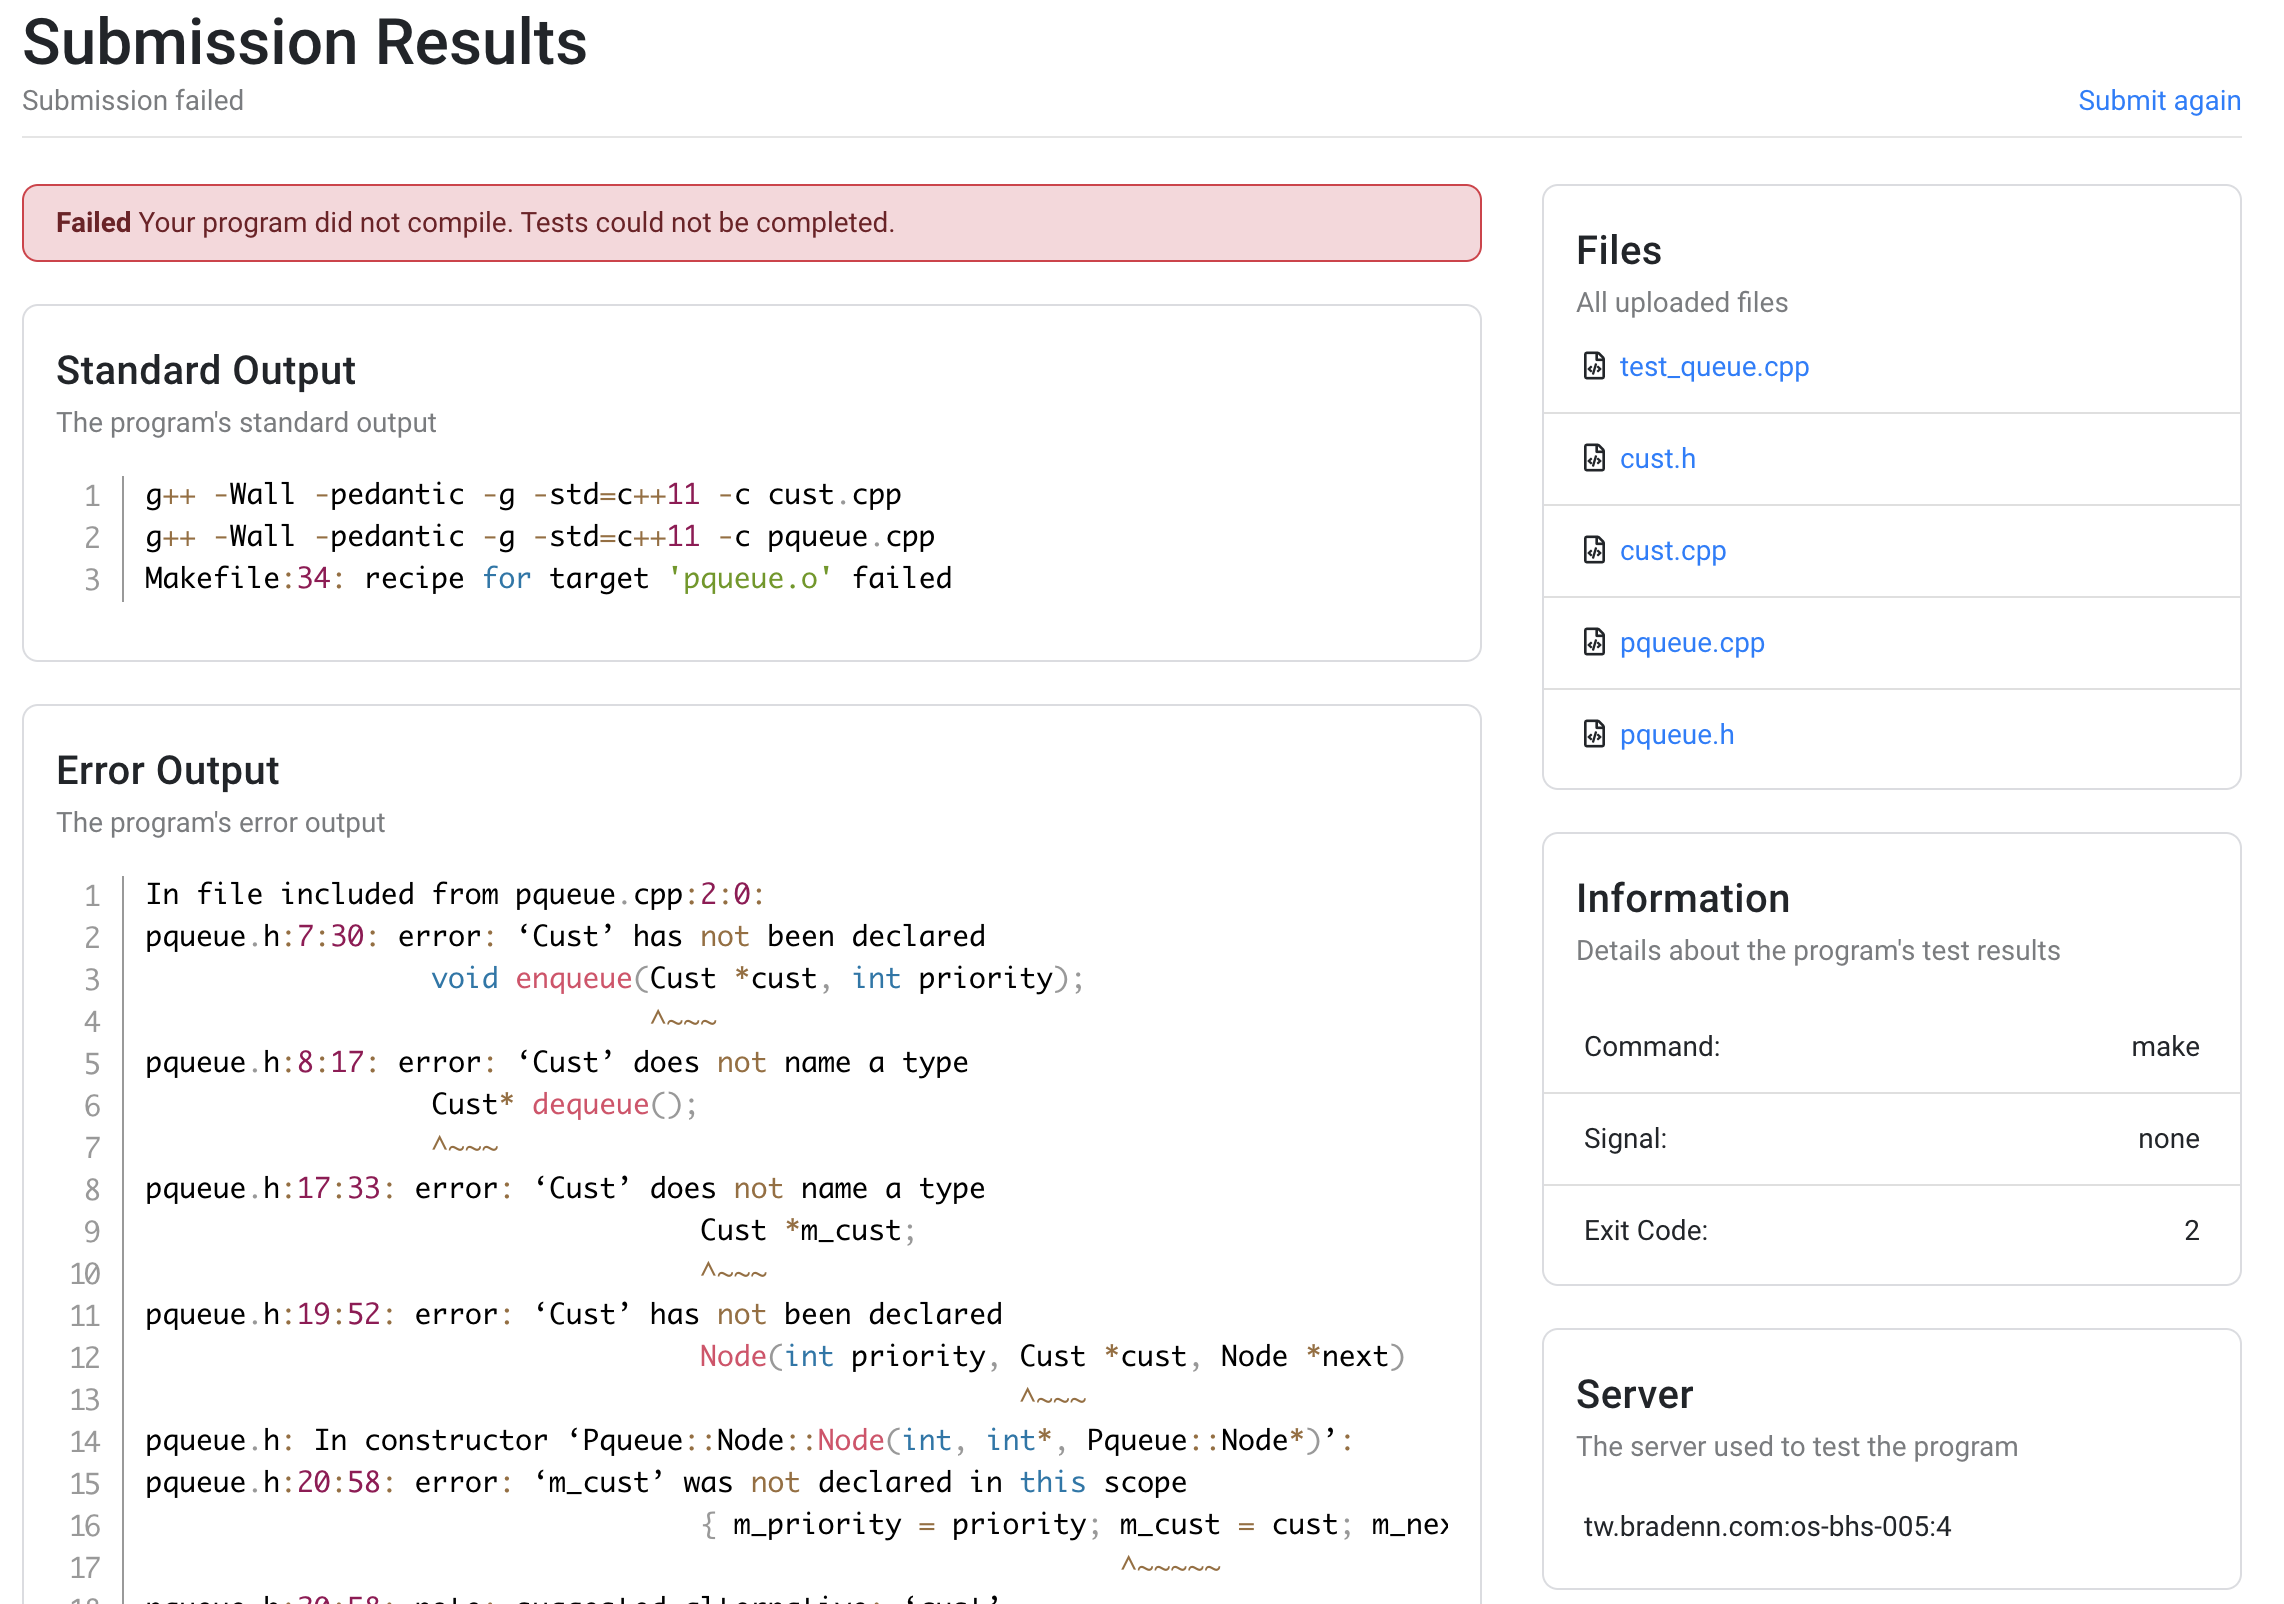 Submission Results
Submission failed
Submit again
Failed Your program did not compile. Tests could not be completed.
Standard Output
The program's standard output
1 g++ -Wall -pedantic -g -std=c++11 -c cust.cpp
2 g++ -Wall -pedantic -g -std=c++11 -c pqueue.cpp
3 Makefile:34: recipe for target 'pqueue.o' failed
Error Output
The program's error output
1 In file included from pqueue.cpp:2:0:
2 pqueue.h:7:30: error: ‘Cust’ has not been declared
3 void enqueue(Cust *cust, int priority);
4 ^~~~
5 pqueue.h:8:17: error: ‘Cust’ does not name a type
6 Cust* dequeue();
7 ^~~~
8 pqueue.h:17:33: error: ‘Cust’ does not name a type
9 Cust *m_cust;
10 ^~~~
11 pqueue.h:19:52: error: ‘Cust’ has not been declared
12 Node(int priority, Cust *cust, Node *next)
13 ^~~~
14 pqueue.h: In constructor ‘Pqueue::Node::Node(int, int*, Pqueue::Node*)’:
15 pqueue.h:20:58: error: ‘m_cust’ was not declared in this scope
16 { m_priority = priority; m_cust = cust;
17 ^~~~~~
18 pqueue.h:20:58: note: suggested alternative: ‘cust’
Files
All uploaded files
test_queue.cpp
cust.h
cust.cpp
pqueue.cpp
pqueue.h
Information
Details about the program's test results
Command: make
Signal: none
Exit Code: 2
Server
The server used to test the program
tw.bradenn.com:os-bhs-005:4